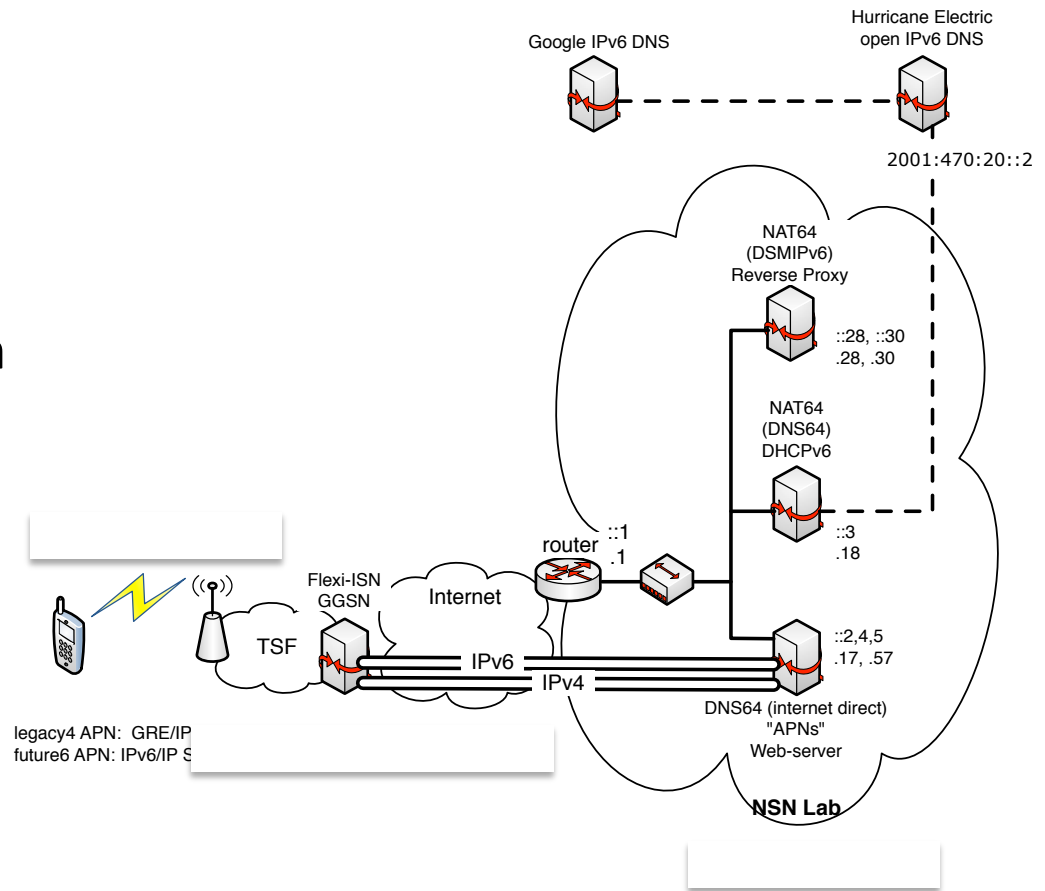 Google IPv6 DNS
Hurricane Electric
open IPv6 DNS
2001:470:20::2
NAT64
(DSMIPv6)
Reverse Proxy
::28, ::30
.28, .30
n
NAT64
(DNS64)
DHCPv6
::3
.18
router
::1
.1
Flexi-ISN
GGSN
Internet
TSF
IPv6
IPv4
::2,4,5
.17, .57
DNS64 (internet direct)
"APNs"
Web-server
legacy4 APN:  GRE/IP
future6 APN: IPv6/IP S
NSN Lab